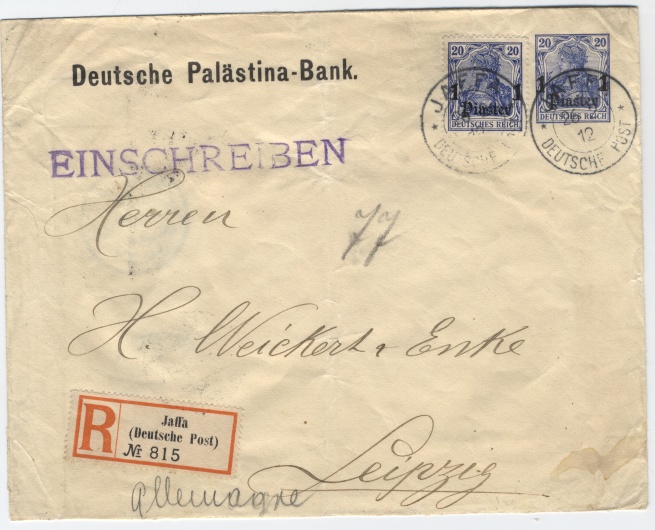 Deutsche Palästina-Bank.
20 20
1 Piaster 1
DEUTSCHES REICH
20 20
1 Piaster 1
DEUTSCHES REICH
* JAFFA *
* JAFFA *
12
DEUTSCHE POST
EINSCHREIBEN
Herren
77
H. Weickert & Enke
R
Jaffa
(Deutsche Post)
№ 815
Leipzig
Allemagne